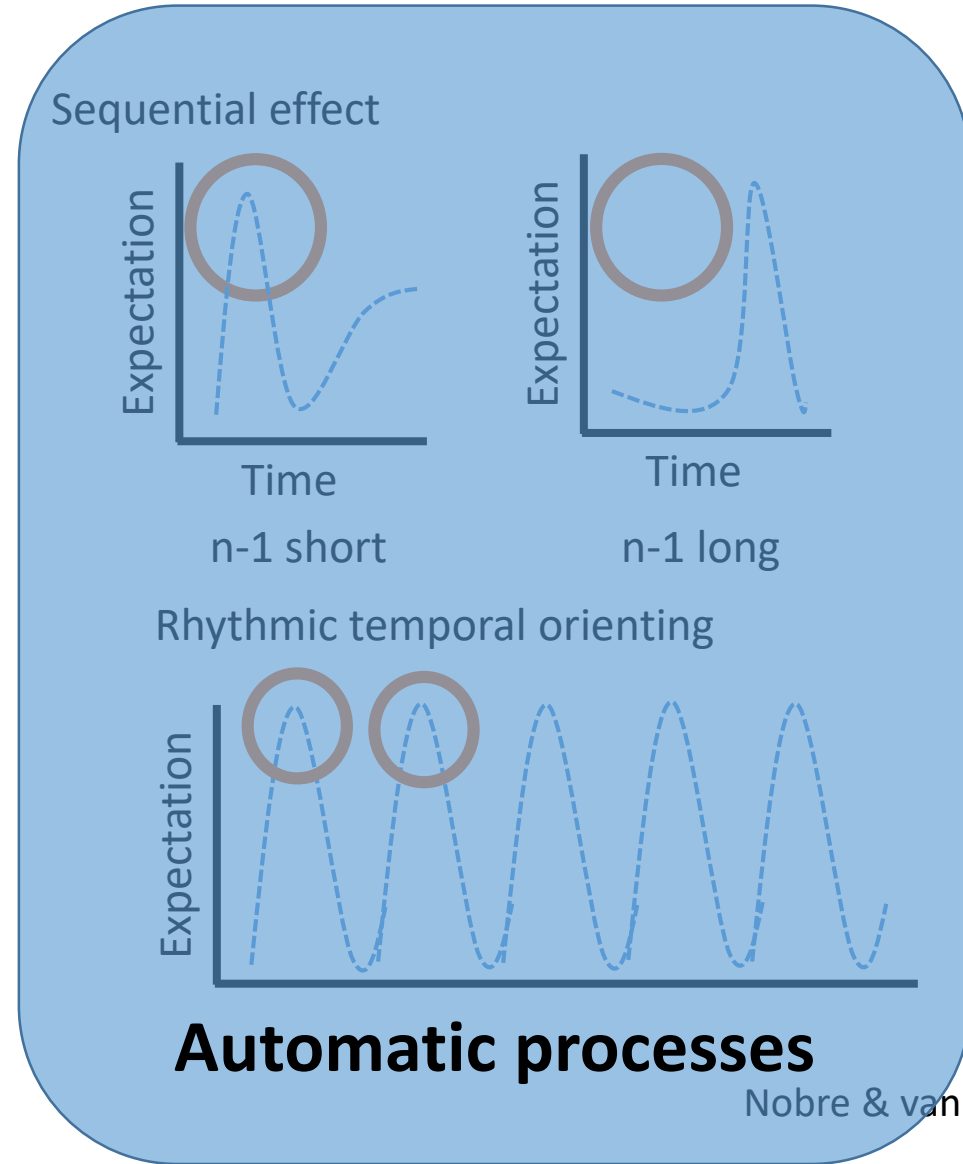 Sequential effect
Expectation
Time
n-1 short
Expectation
Time
n-1 long
Rhythmic temporal orienting
Expectation
Automatic processes
Nobre & van